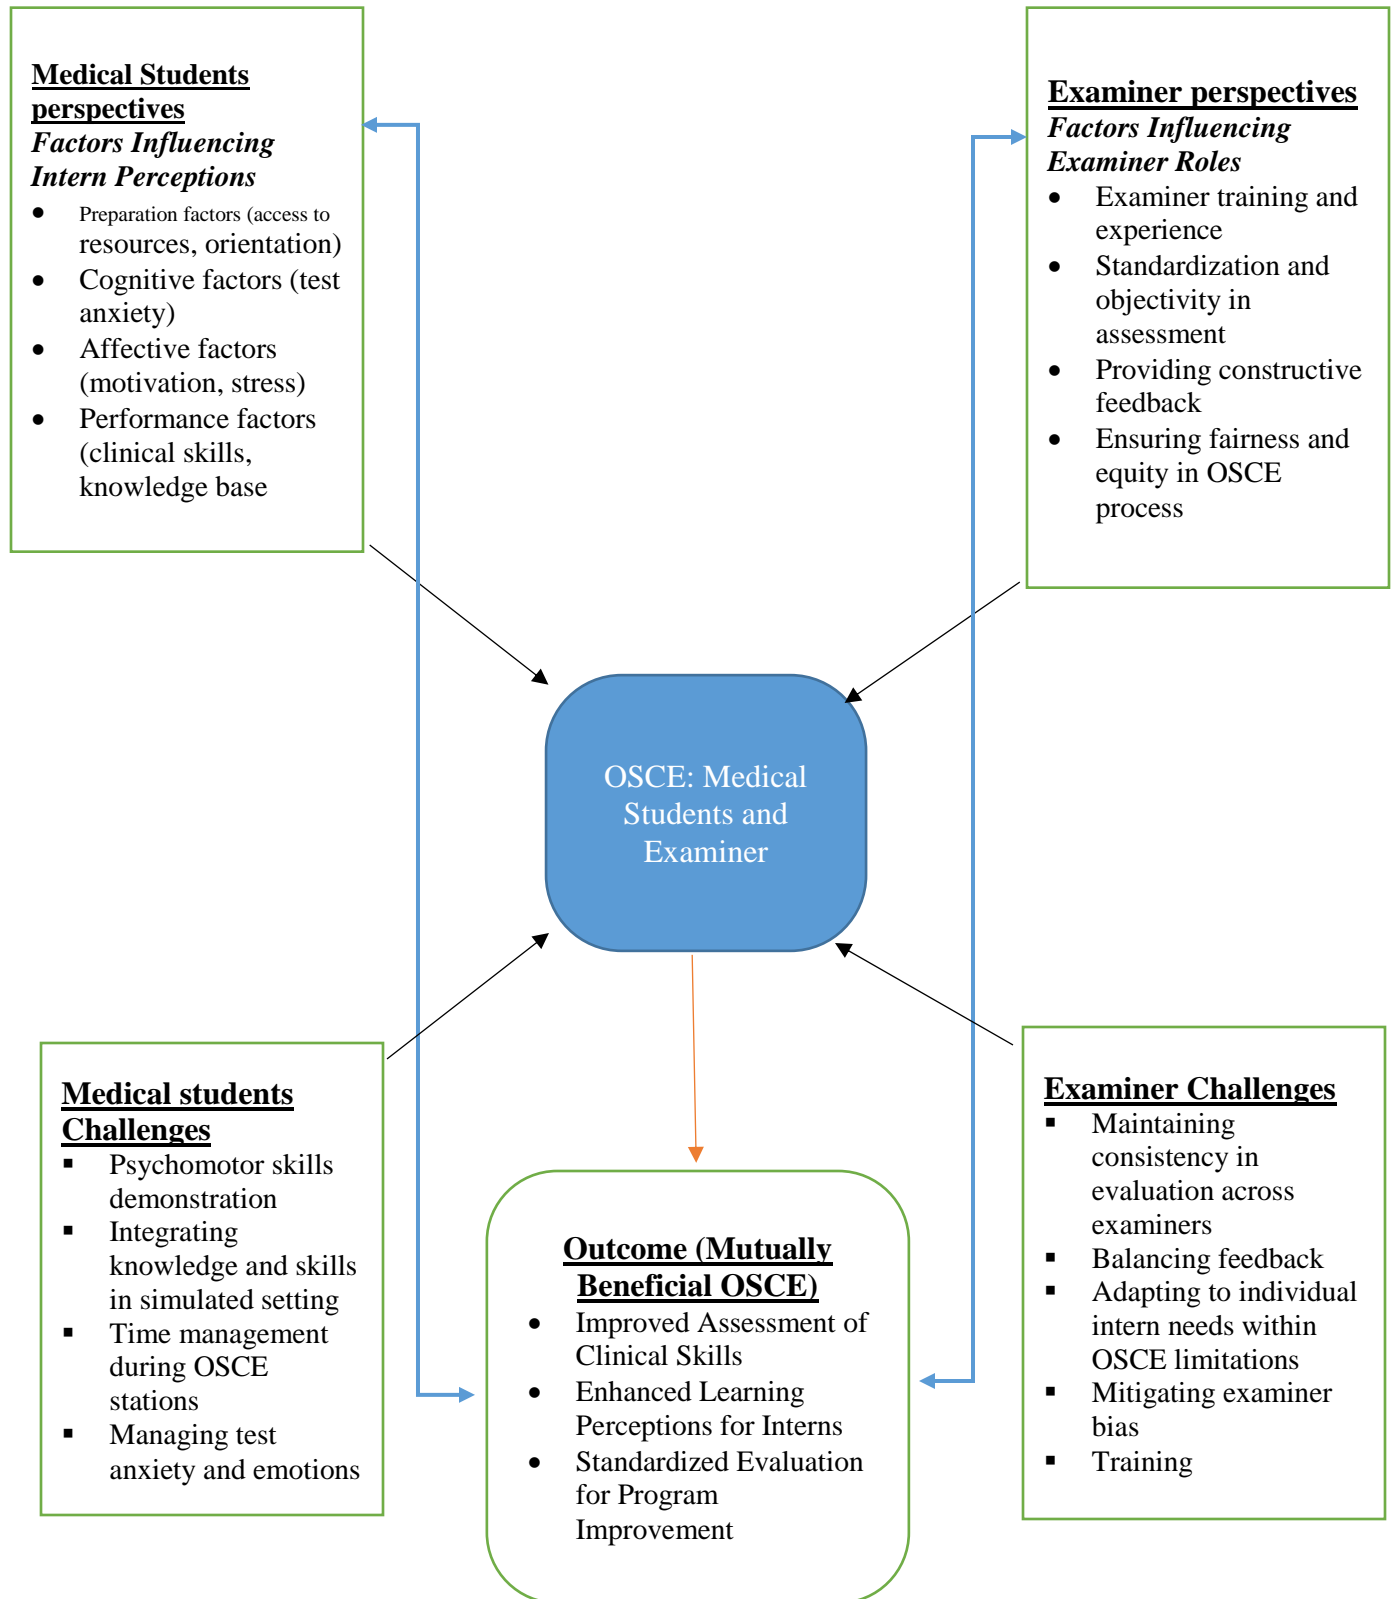 Medical Students
perspectives
Factors Influencing
Intern Perceptions
● Preparation factors (access to
resources, orientation)
● Cognitive factors (test
anxiety)
● Affective factors
(motivation, stress)
● Performance factors
(clinical skills,
knowledge base
Examiner perspectives
Factors Influencing
Examiner Roles
● Examiner training and
experience
● Standardization and
objectivity in
assessment
● Providing constructive
feedback
● Ensuring fairness and
equity in OSCE
process
OSCE: Medical
Students and
Examiner
Medical students
Challenges
▪ Psychomotor skills
demonstration
▪ Integrating
knowledge and skills
in simulated setting
▪ Time management
during OSCE
stations
▪ Managing test
anxiety and emotions
Outcome (Mutually
Beneficial OSCE)
● Improved Assessment of
Clinical Skills
● Enhanced Learning
Perceptions for Interns
● Standardized Evaluation
for Program
Improvement
Examiner Challenges
▪ Maintaining
consistency in
evaluation across
examiners
▪ Balancing feedback
▪ Adapting to individual
intern needs within
OSCE limitations
▪ Mitigating examiner
bias
▪ Training